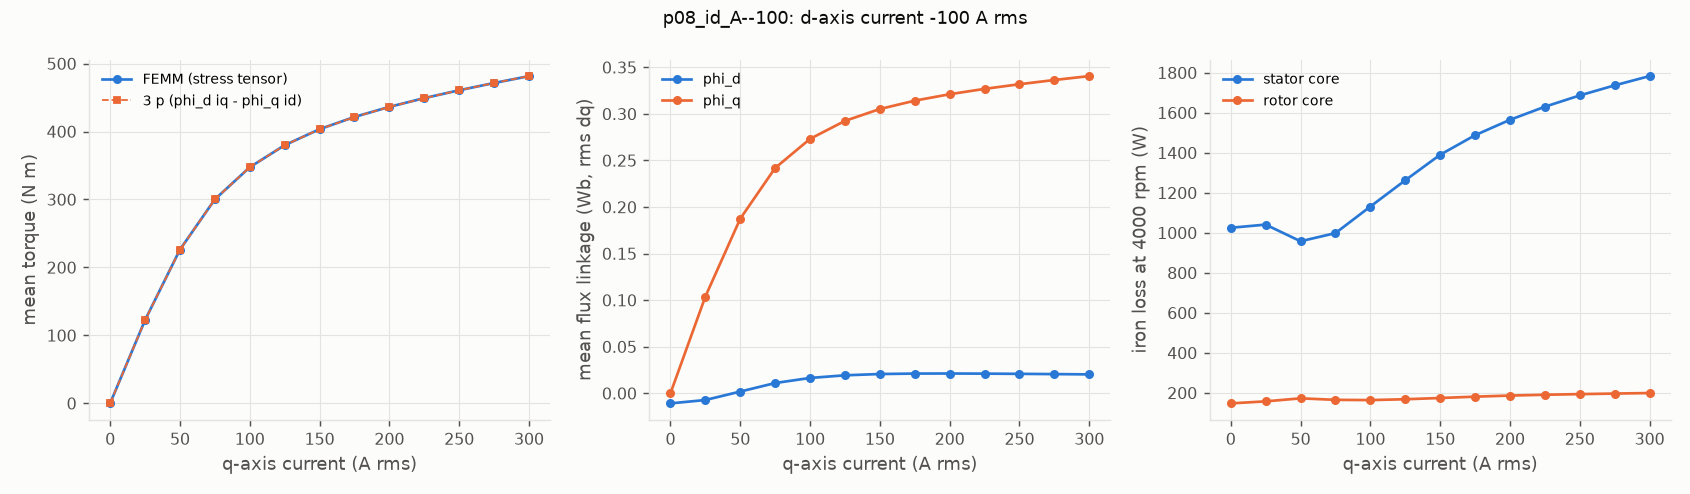 p08_id_A--100: d-axis current -100 A rms
mean torque (N m)
500
400
300
200
100
0
FEMM (stress tensor)
3 p (phi_d iq - phi_q id)
0 50 100 150 200 250 300
q-axis current (A rms)
mean flux linkage (Wb, rms dq)
0.35
0.30
0.25
0.20
0.15
0.10
0.05
0.00
phi_d
phi_q
0 50 100 150 200 250 300
q-axis current (A rms)
iron loss at 4000 rpm (W)
1800
1600
1400
1200
1000
800
600
400
200
stator core
rotor core
0 50 100 150 200 250 300
q-axis current (A rms)